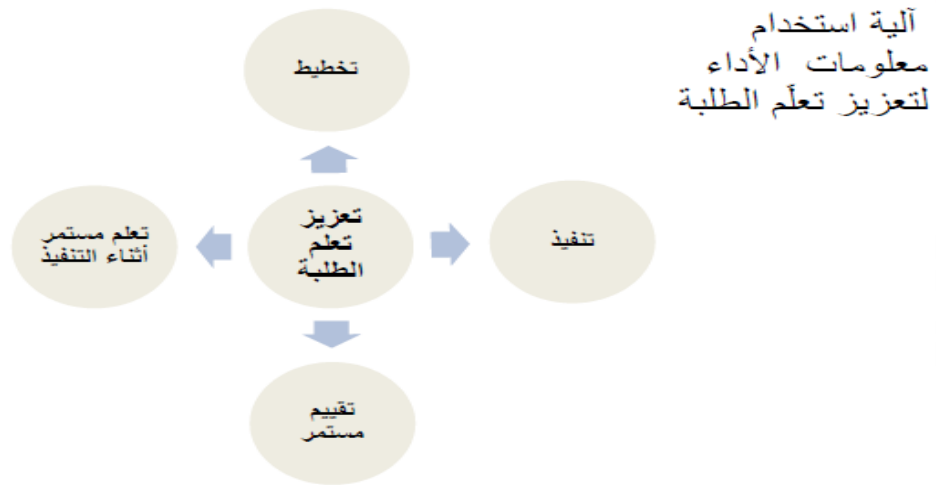 آلية استخدام
معلومات الأداء
لتعزيز تعلّم الطلبة
تخطيط
تنفيذ
تعزيز
تعلم
الطلبة
تعلم مستمر
أثناء التنفيذ
تقييم
مستمر